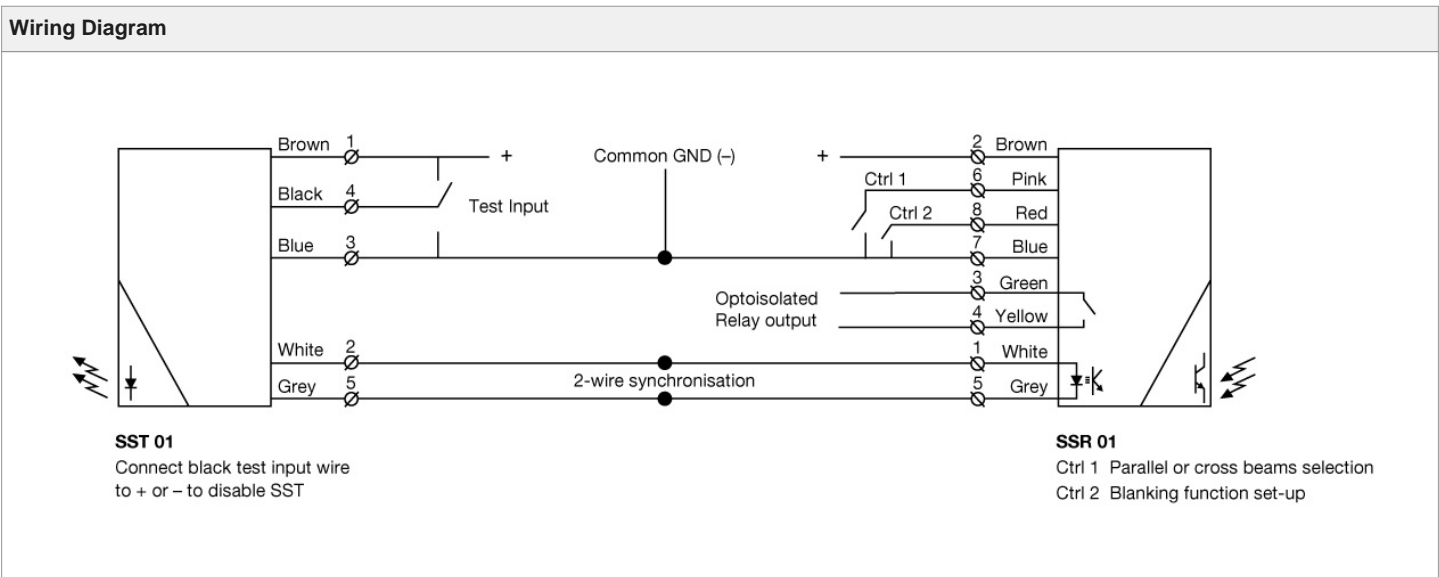 Wiring Diagram
Brown 1
+
Common GND (–)
+
2 Brown
Black 4
Test Input
Ctrl 1
6 Pink
Ctrl 2
8 Red
Blue 3
7 Blue
Optoisolated
Relay output
3 Green
4 Yellow
White 2
1 White
2-wire synchronisation
Grey 5
5 Grey
SST 01
Connect black test input wire
to + or – to disable SST
SSR 01
Ctrl 1 Parallel or cross beams selection
Ctrl 2 Blanking function set-up